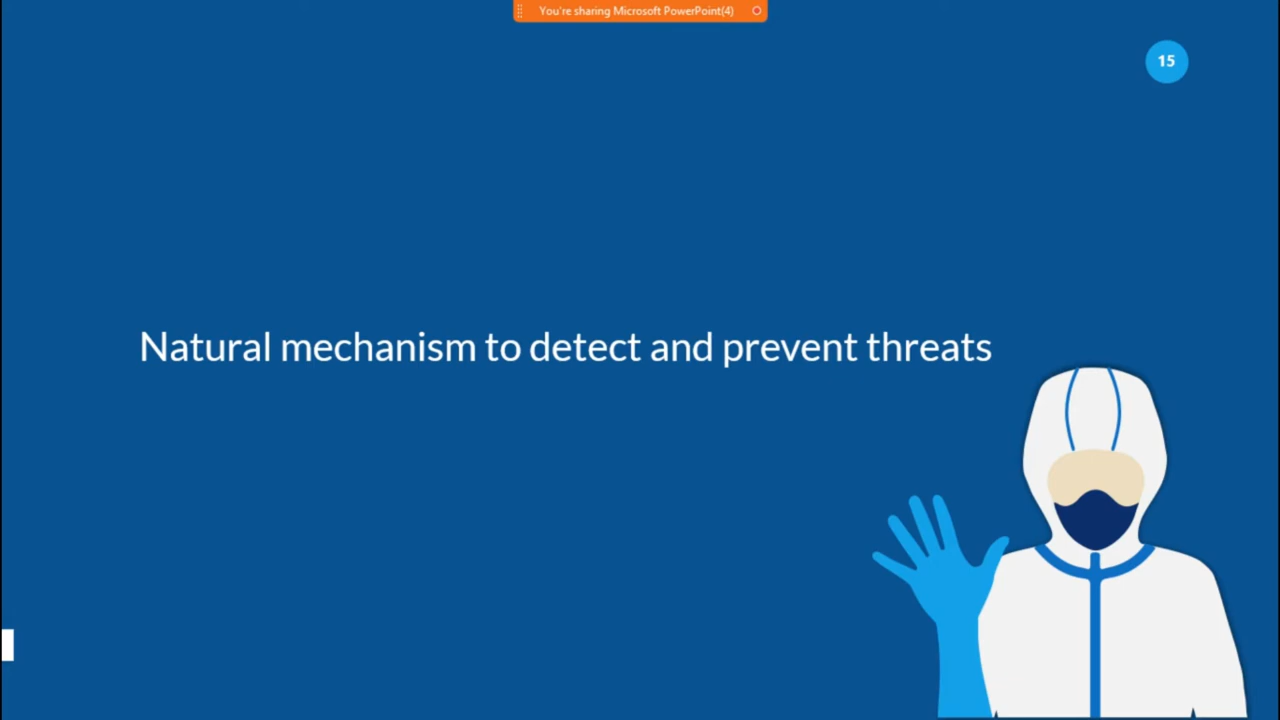 You're sharing Microsoft PowerPoint(4)
15
Natural mechanism to detect and prevent threats